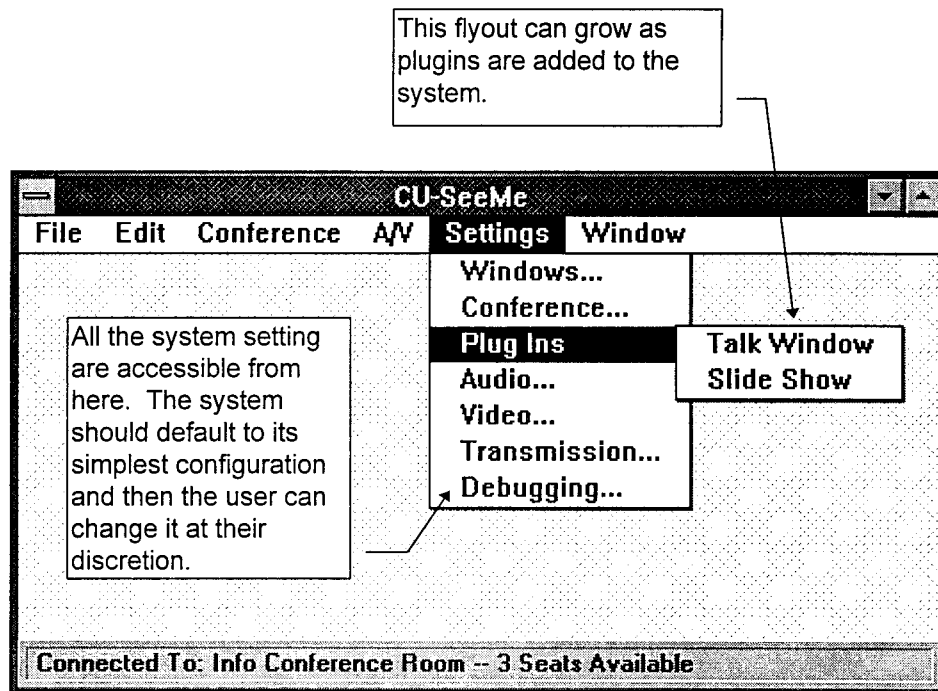 This flyout can grow as
plugins are added to the
system.
CU-SeeMe
File Edit Conference A/V Settings Window
Windows...
Conference...
Plug Ins
Audio...
Video...
Transmission...
Debugging...
Talk Window
Slide Show
All the system setting
are accessible from
here. The system
should default to its
simplest configuration
and then the user can
change it at their
discretion.
Connected To: Info Conference Room -- 3 Seats Available